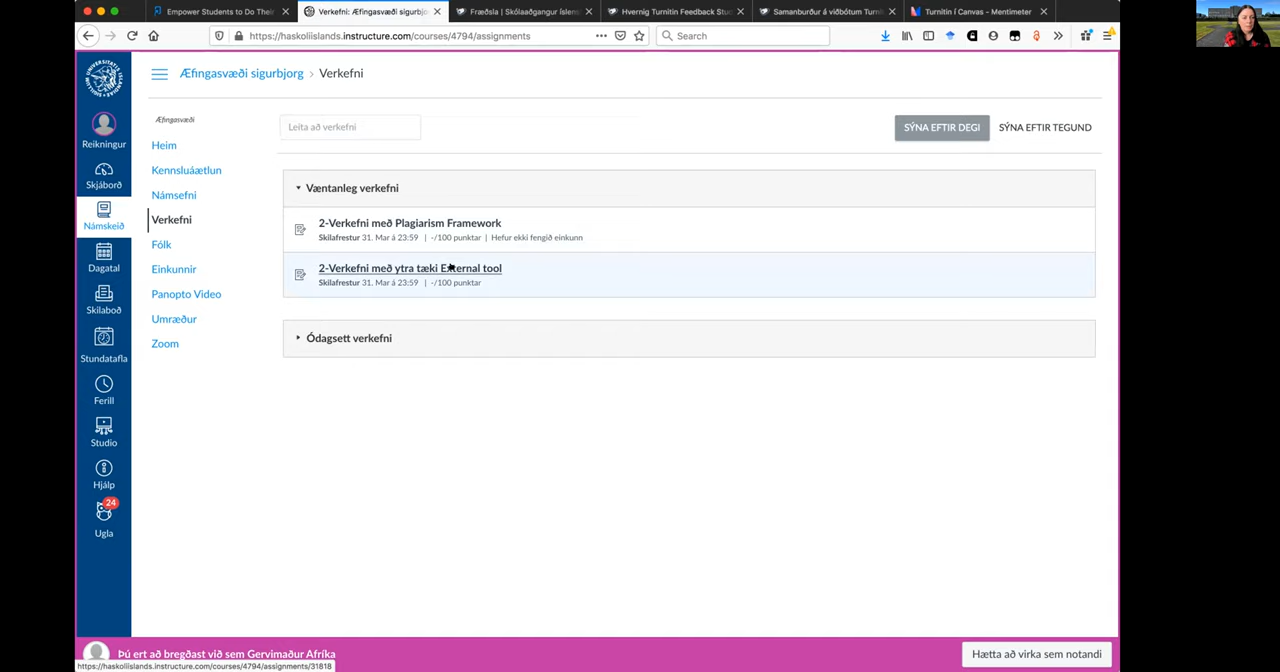 Empower Students to Do Their
Verkefni: Æfingasvæði sigurbjo
Fræðsla | Skólaaðgangur íslens
Hvernig Turnitin Feedback Stu
Samanburður á viðbótum Turni
Turnitin í Canvas - Mentimeter
https://haskoliislands.instructure.com/courses/4794/assignments
Search
Æfingasvæði sigurbjorg › Verkefni
Reikningur
Skjáborð
Námskeið
Dagatal
Skilaboð
Stundatafla
Ferill
Studio
Hjálp
24
Ugla
Æfingasvæði
Heim
Kennsluáætlun
Námsefni
Verkefni
Fólk
Einkunnir
Panopto Video
Umræður
Zoom
Leita að verkefni
SÝNA EFTIR DEGI
SÝNA EFTIR TEGUND
Væntanleg verkefni
2-Verkefni með Plagiarism Framework
Skilafrestur 31. Mar á 23:59 | -/100 punktar | Hefur ekki fengið einkunn
2-Verkefni með ytra tæki External tool
Skilafrestur 31. Mar á 23:59 | -/100 punktar
Ódagsett verkefni
Þú ert að bregðast við sem Gervimaður Afríka
Hætta að virka sem notandi
https://haskoliislands.instructure.com/courses/4794/assignments/31818